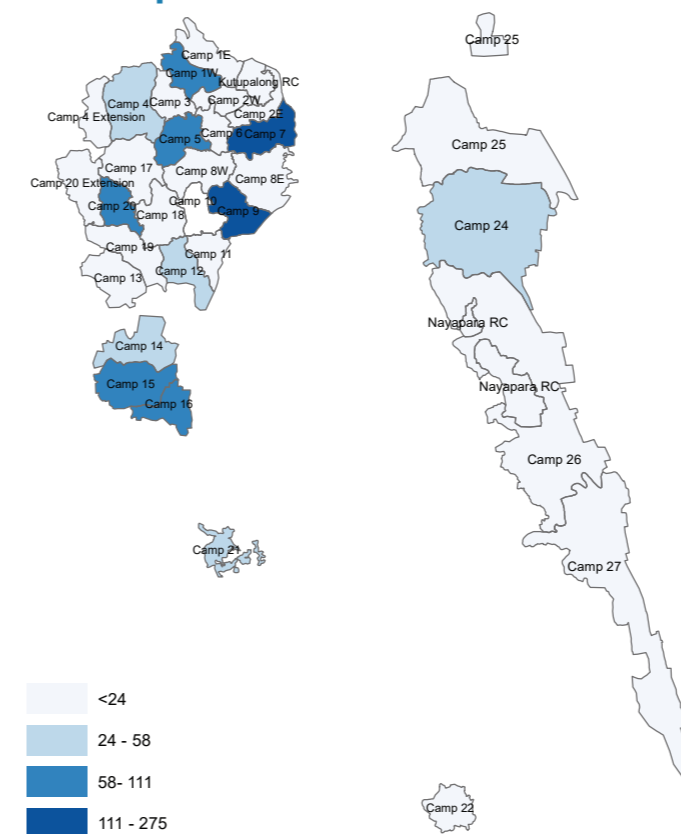 Camp 25
Camp 1E
Camp 1W
Kutupalong RC
Camp 3
Camp 2W
Camp 4
Camp 2E
Camp 4 Extension
Camp 5
Camp 6
Camp 7
Camp 25
Camp 17
Camp 8W
Camp 8E
Camp 20 Extension
Camp 20
Camp 10
Camp 9
Camp 18
Camp 24
Camp 19
Camp 11
Camp 12
Camp 13
Nayapara RC
Camp 14
Camp 15
Nayapara RC
Camp 16
Camp 26
Camp 21
Camp 27
<24
24 - 58
58- 111
111 - 275
Camp 22